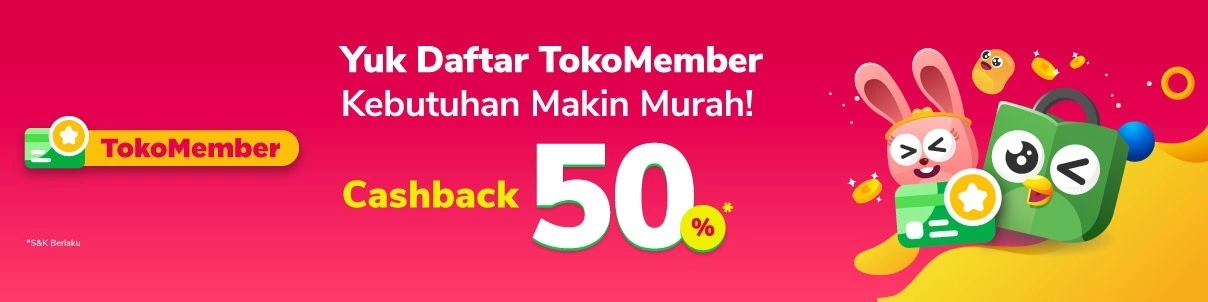 Yuk Daftar TokoMember
Kebutuhan Makin Murah!
TokoMember
Cashback 50%*
*S&K Berlaku